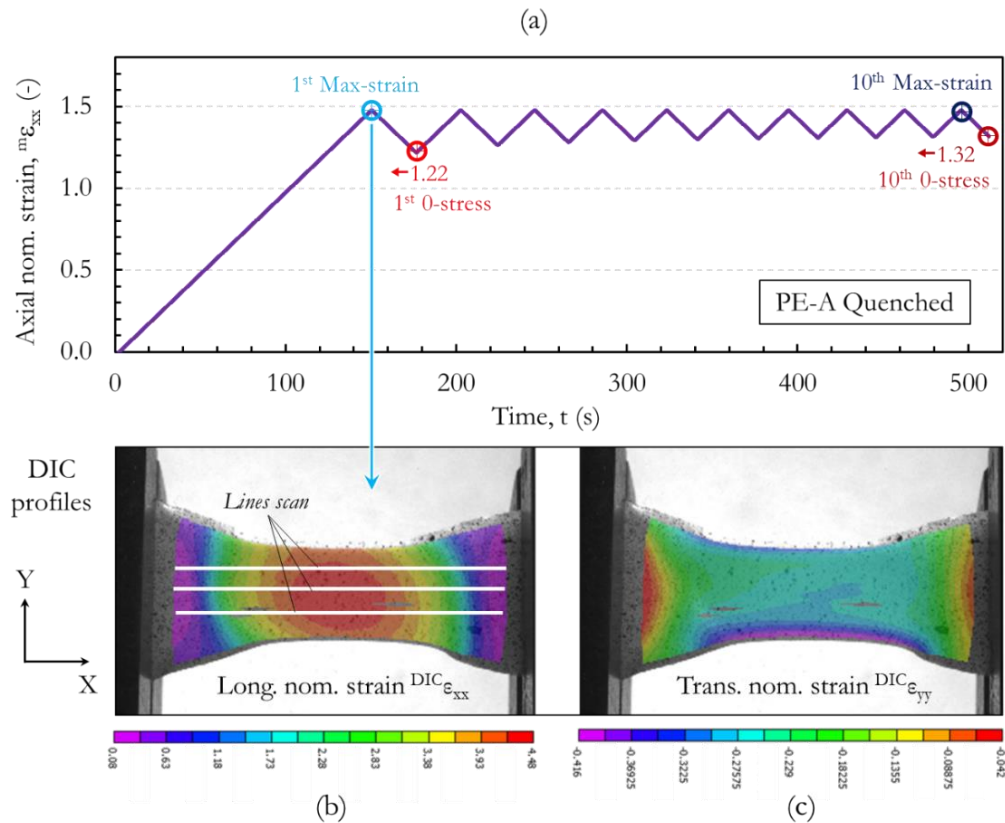 (a)
Axial nom. strain, ᵐε_xx (-)
1.5
1.0
0.5
0.0
1ˢᵗ Max-strain
10ᵗʰ Max-strain
1.22
1ˢᵗ 0-stress
1.32
10ᵗʰ 0-stress
PE-A Quenched
0
100
200
300
400
500
Time, t (s)
DIC
profiles
Lines scan
Y
X
Long. nom. strain ᴰᴵᶜε_xx
Trans. nom. strain ᴰᴵᶜε_yy
0.08
0.63
1.18
1.73
2.28
2.83
3.38
3.93
4.48
-0.416
-0.36925
-0.3225
-0.27575
-0.229
-0.18225
-0.1355
-0.08875
-0.042
(b)
(c)